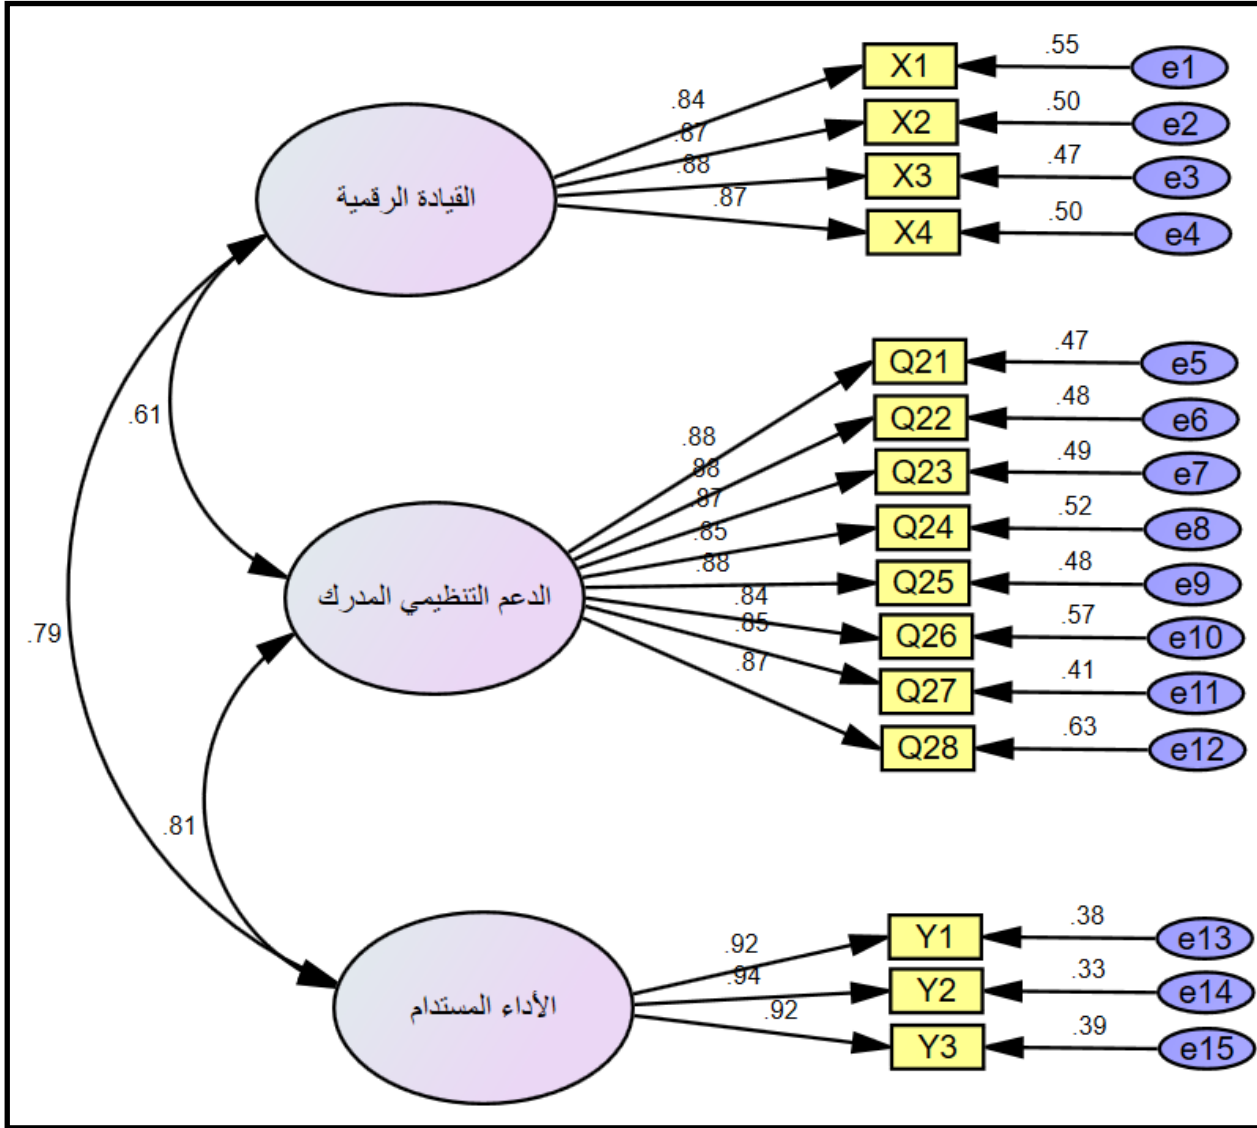 .84 X1 .55 e1
.87 X2 .50 e2
.88 X3 .47 e3
.87 X4 .50 e4
القيادة الرقمية
.88 Q21 .47 e5
.88 Q22 .48 e6
.87 Q23 .49 e7
.85 Q24 .52 e8
.88 Q25 .48 e9
.84 Q26 .57 e10
.85 Q27 .41 e11
.87 Q28 .63 e12
الدعم التنظيمي المدرك
.61
.79
.81
.92 Y1 .38 e13
.94 Y2 .33 e14
.92 Y3 .39 e15
الأداء المستدام